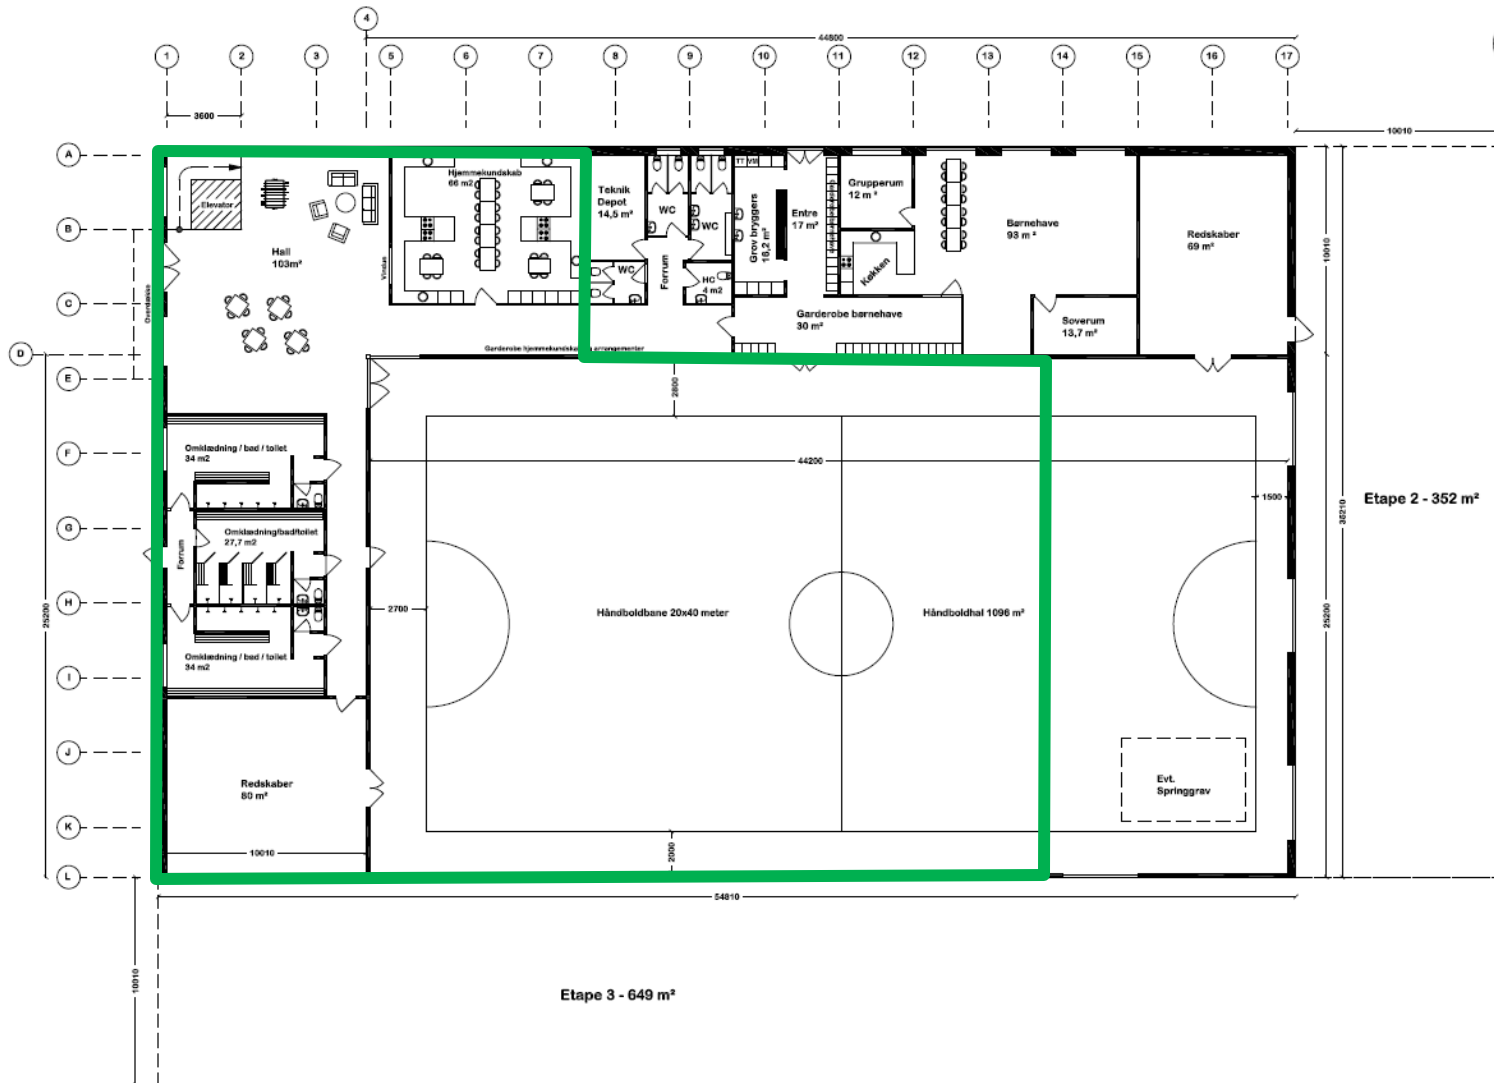 4
44800
1
2
3
5
6
7
8
9
10
11
12
13
14
15
16
17
3600
10010
A
B
C
D
E
F
G
H
I
J
K
L
Elevator
Hall
103m²
Overdække
Vindue
Hjemmekundskab
66 m2
Teknik
Depot
14,5 m²
WC
WC
WC
Forrum
HC
4 m2
TT
VM
Grov bryggers
16,2 m²
Entre
17 m²
Grupperum
12 m²
Køkken
Børnehave
93 m²
Redskaber
69 m²
Garderobe børnehave
30 m²
Soverum
13,7 m²
10010
Garderobe hjemmekundskab og arrangementer
2800
44200
1500
Etape 2 - 352 m²
35210
25200
25200
Omklædning / bad / toilet
34 m2
Omklædning/bad/toilet
27,7 m2
Forrum
Omklædning / bad / toilet
34 m2
2700
Håndboldbane 20x40 meter
Håndboldhal 1096 m²
Redskaber
80 m²
Evt.
Springgrav
10010
2000
54810
10010
Etape 3 - 649 m²